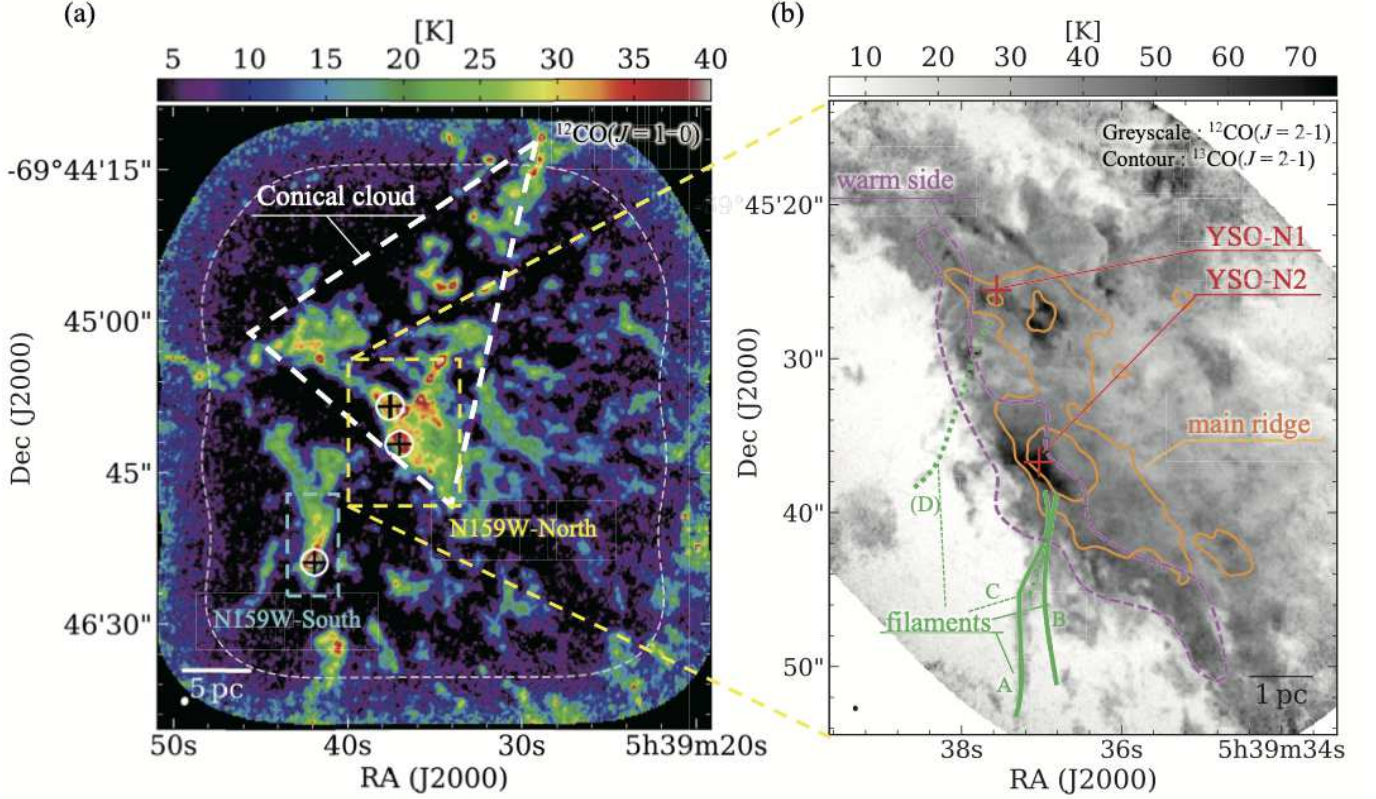 (a)
[K]
5 10 15 20 25 30 35 40
¹²CO(J = 1–0)
-69°44'15"
Conical cloud
45'00"
Dec (J2000)
45"
N159W-North
N159W-South
46'30"
5 pc
50s 40s 30s 5h39m20s
RA (J2000)
(b)
[K]
10 20 30 40 50 60 70
Greyscale : ¹²CO(J = 2-1)
Contour : ¹³CO(J = 2-1)
warm side
45'20"
YSO-N1
YSO-N2
30"
Dec (J2000)
main ridge
(D)
40"
C
filaments
B
A
50"
1 pc
38s 36s 5h39m34s
RA (J2000)